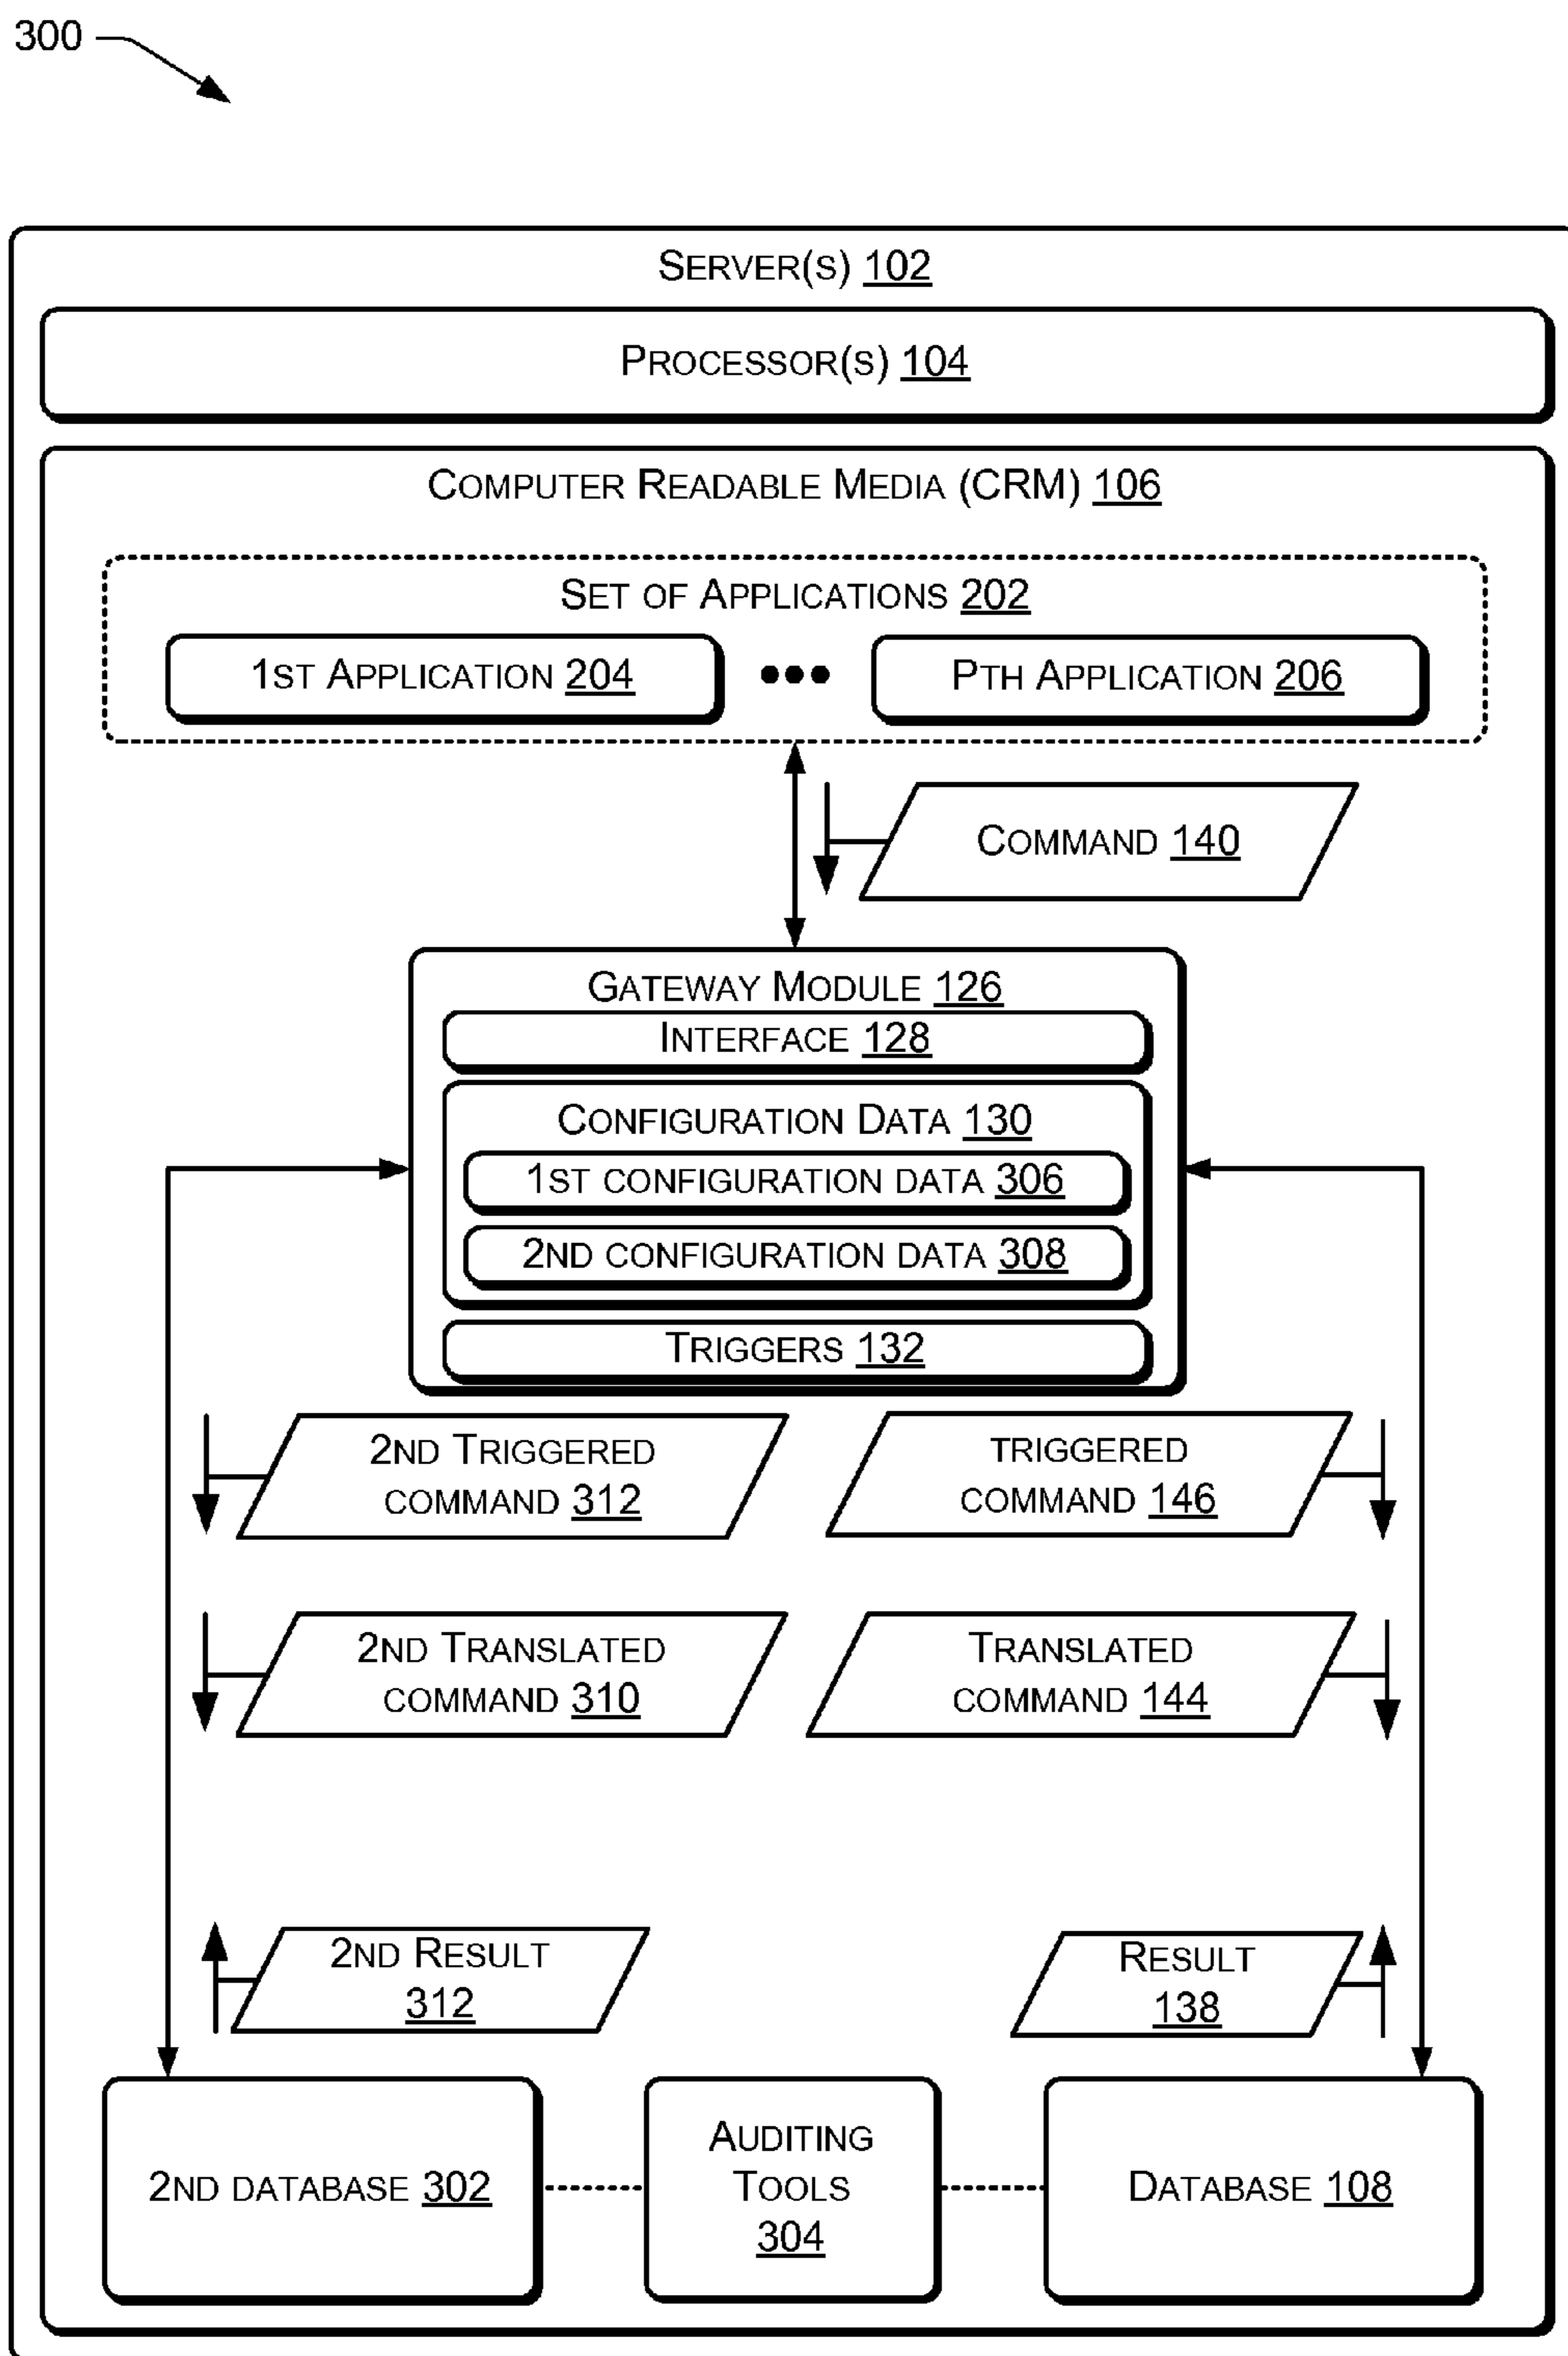 300
SERVER(S) 102
PROCESSOR(S) 104
COMPUTER READABLE MEDIA (CRM) 106
SET OF APPLICATIONS 202
1ST APPLICATION 204
PTH APPLICATION 206
COMMAND 140
GATEWAY MODULE 126
INTERFACE 128
CONFIGURATION DATA 130
1ST CONFIGURATION DATA 306
2ND CONFIGURATION DATA 308
TRIGGERS 132
2ND TRIGGERED
COMMAND 312
TRIGGERED
COMMAND 146
2ND TRANSLATED
COMMAND 310
TRANSLATED
COMMAND 144
2ND RESULT
312
RESULT
138
2ND DATABASE 302
AUDITING
TOOLS
304
DATABASE 108